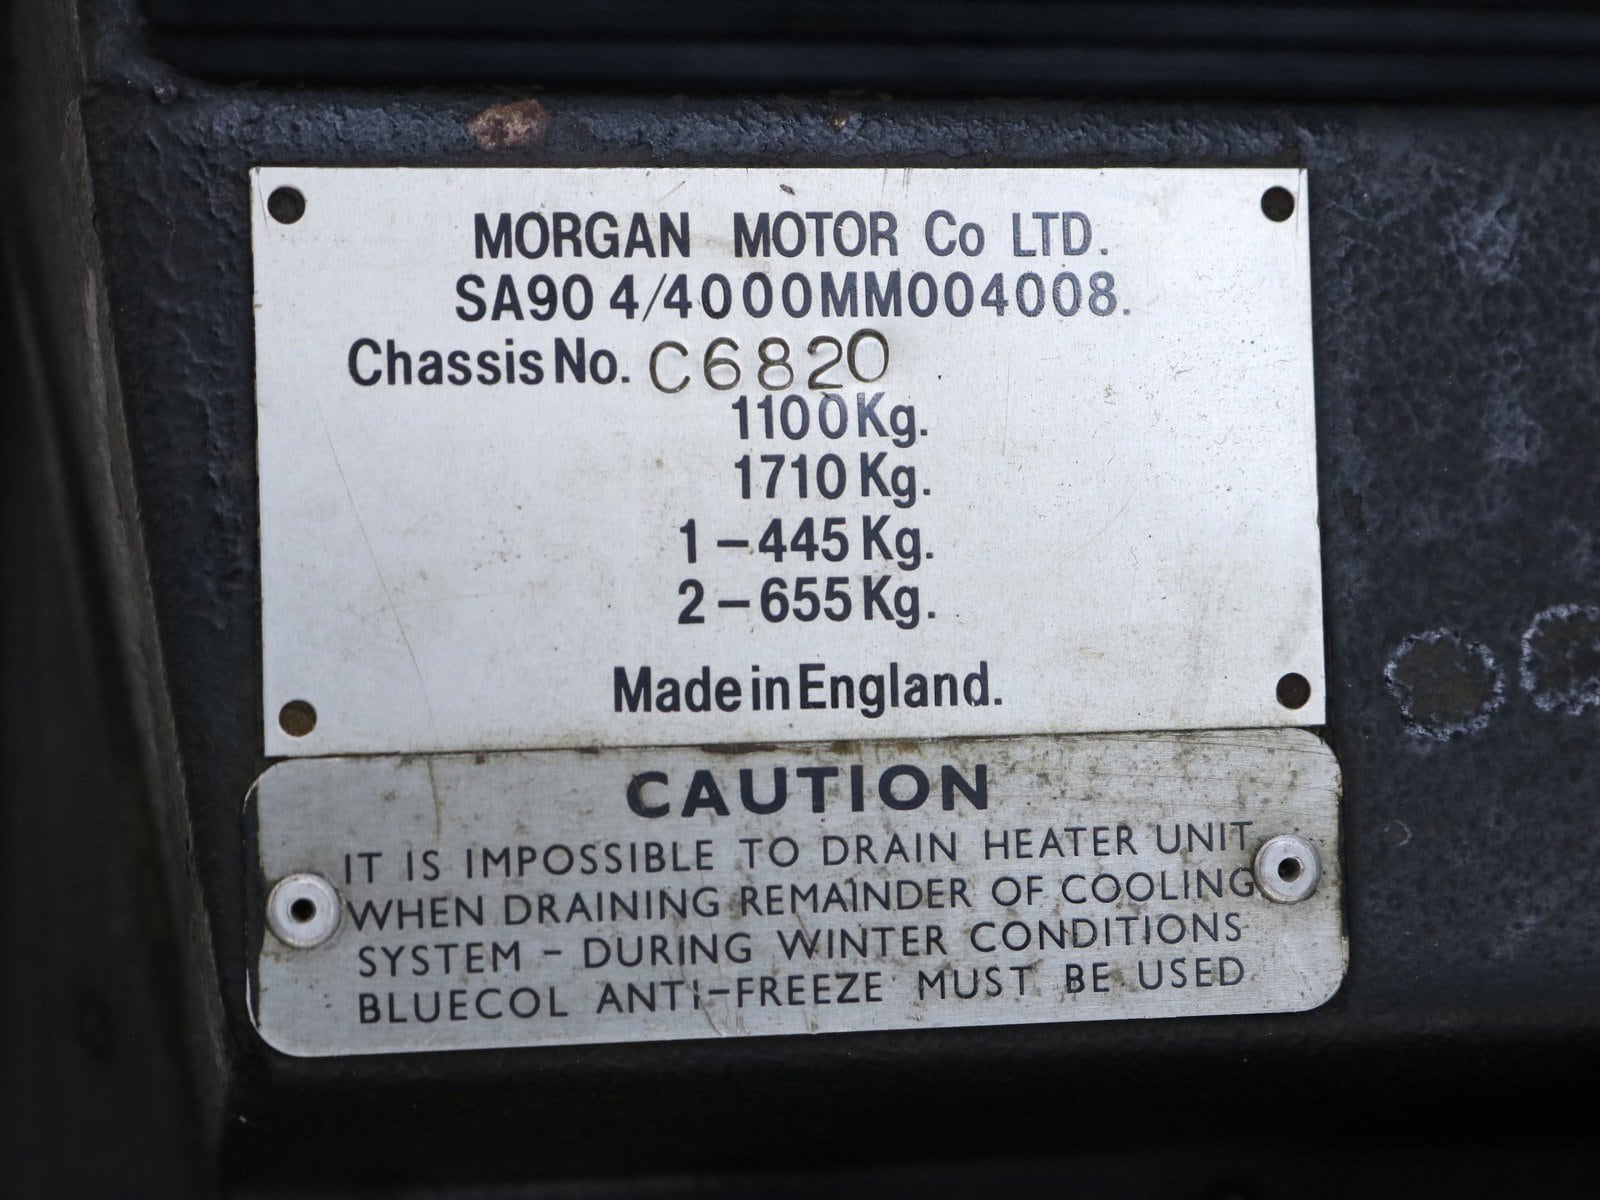 MORGAN MOTOR Co LTD.
SA90 4/4000MM004008.
Chassis No. C6820
1100Kg.
1710Kg.
1-445Kg.
2-655Kg.
Made in England.
CAUTION
IT IS IMPOSSIBLE TO DRAIN HEATER UNIT
WHEN DRAINING REMAINDER OF COOLING
SYSTEM - DURING WINTER CONDITIONS
BLUECOL ANTI-FREEZE MUST BE USED